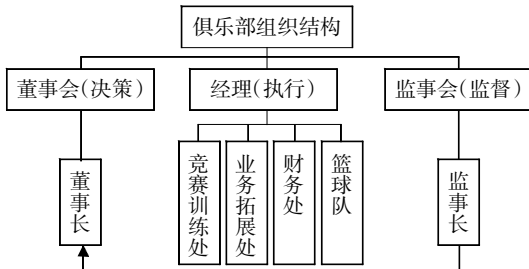 俱乐部组织结构
董事会(决策)
经理(执行)
监事会(监督)
董事长
竞赛训练处
业务拓展处
财务处
篮球队
监事长